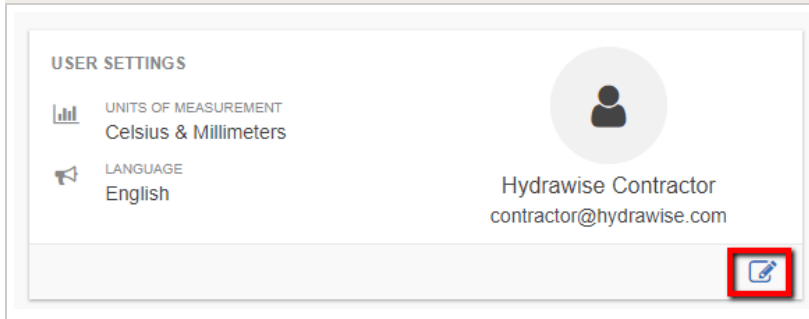 USER SETTINGS
UNITS OF MEASUREMENT
Celsius & Millimeters
LANGUAGE
English
Hydrawise Contractor
contractor@hydrawise.com